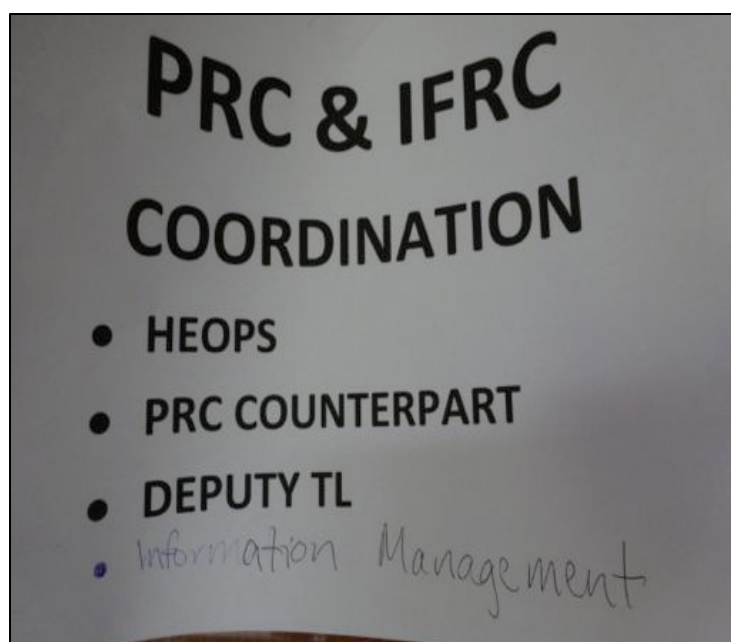 PRC & IFRC
COORDINATION
• HEOPS
• PRC COUNTERPART
• DEPUTY TL
• Information Management